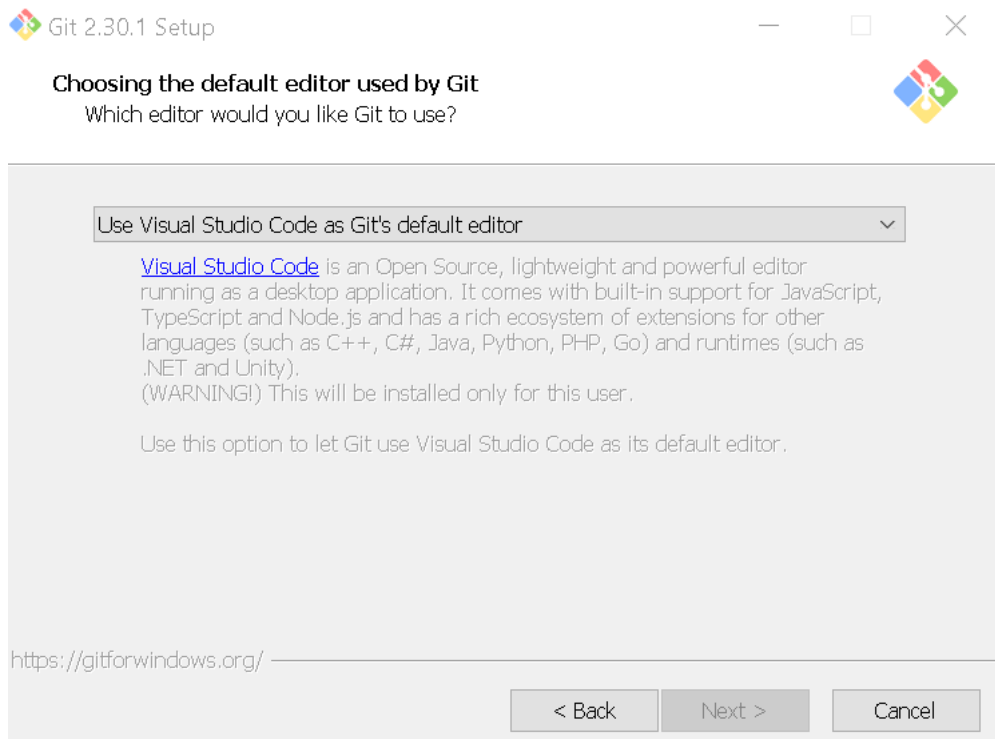 Git 2.30.1 Setup
Choosing the default editor used by Git
Which editor would you like Git to use?
Use Visual Studio Code as Git's default editor
Visual Studio Code is an Open Source, lightweight and powerful editor
running as a desktop application. It comes with built-in support for JavaScript,
TypeScript and Node.js and has a rich ecosystem of extensions for other
languages (such as C++, C#, Java, Python, PHP, Go) and runtimes (such as
.NET and Unity).
(WARNING!) This will be installed only for this user.
Use this option to let Git use Visual Studio Code as its default editor.
https://gitforwindows.org/
< Back Next > Cancel